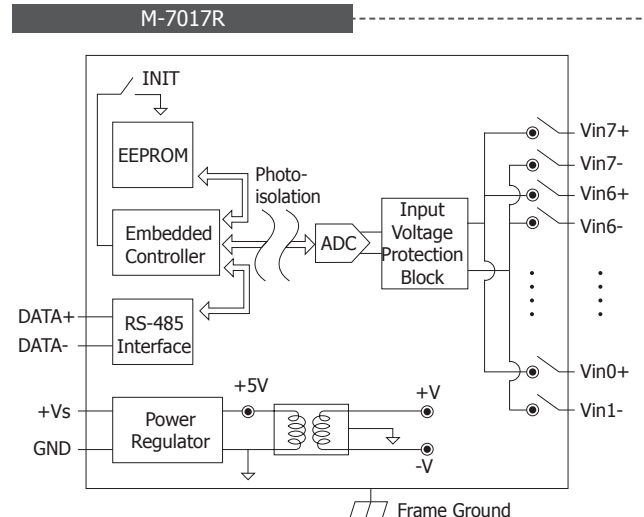 M-7017R
INIT
EEPROM
Photo-
isolation
Embedded
Controller
ADC
Input
Voltage
Protection
Block
Vin7+
Vin7-
Vin6+
Vin6-
DATA+
DATA-
RS-485
Interface
Vin0+
Vin1-
+Vs
GND
Power
Regulator
+5V
+V
-V
Frame Ground